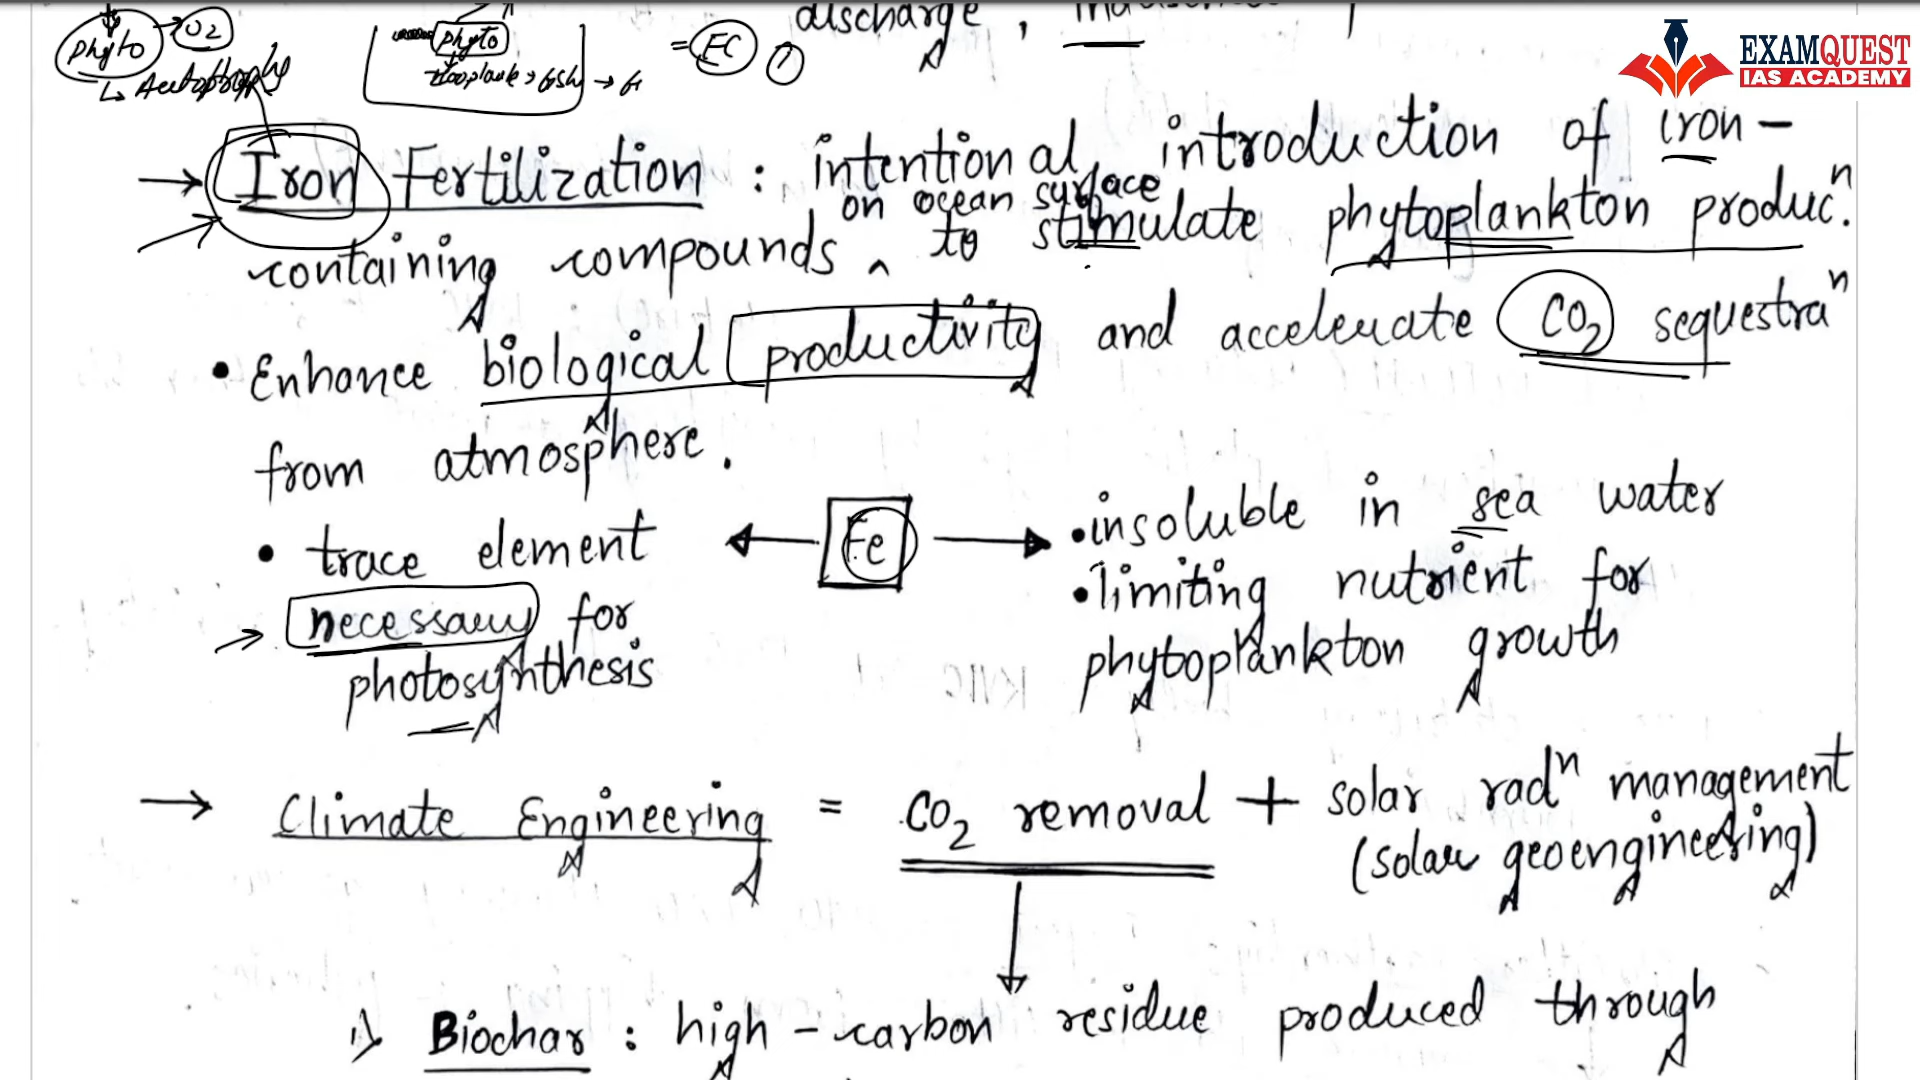 discharge,
EXAMQUEST
IAS ACADEMY
phyto → O2
↳ Autotrophs
phyto
= FC
→ Iron Fertilization : intentional introduction of iron-
containing compounds ^ on ocean surface to stimulate phytoplankton producⁿ.
• Enhance biological productivity and accelerate CO2 sequestraⁿ
from atmosphere.
• trace element
necessary for
photosynthesis
← Fe →
• insoluble in sea water
• limiting nutrient for
phytoplankton growth
→ Climate Engineering = CO2 removal + solar radⁿ management
(solar geoengineering)
1) Biochar : high-carbon residue produced through